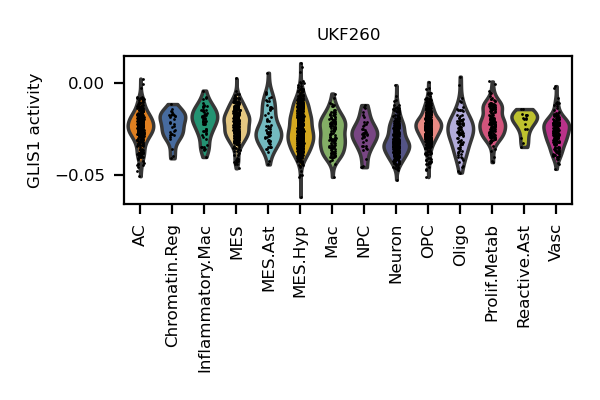 UKF260
GLIS1 activity
0.00
−0.05
AC
Chromatin.Reg
Inflammatory.Mac
MES
MES.Ast
MES.Hyp
Mac
NPC
Neuron
OPC
Oligo
Prolif.Metab
Reactive.Ast
Vasc